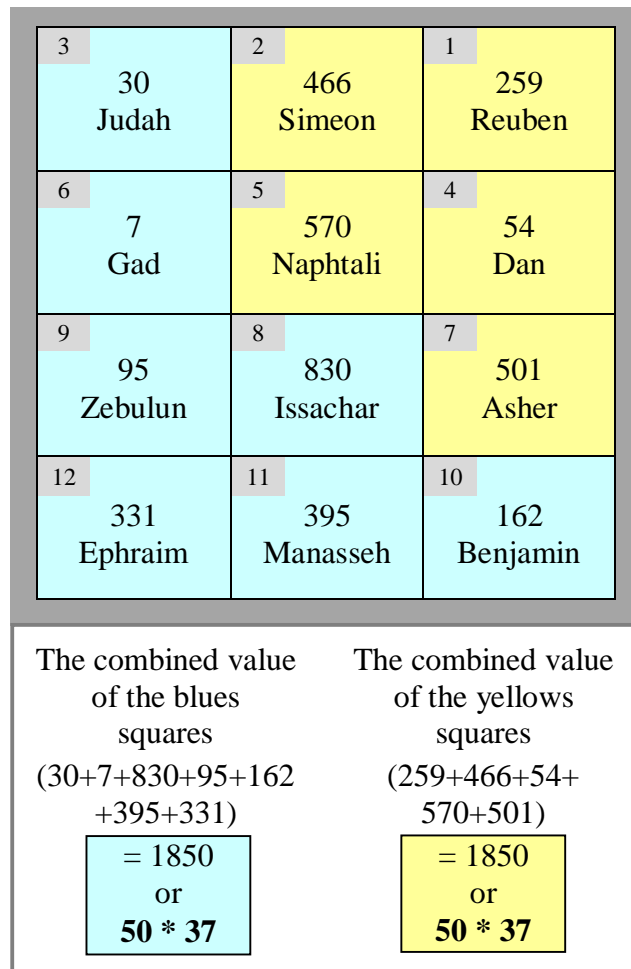 3
30
Judah
2
466
Simeon
1
259
Reuben
6
7
Gad
5
570
Naphtali
4
54
Dan
9
95
Zebulun
8
830
Issachar
7
501
Asher
12
331
Ephraim
11
395
Manasseh
10
162
Benjamin
The combined value
of the blues
squares
(30+7+830+95+162
+395+331)
= 1850
or
50 * 37
The combined value
of the yellows
squares
(259+466+54+
570+501)
= 1850
or
50 * 37